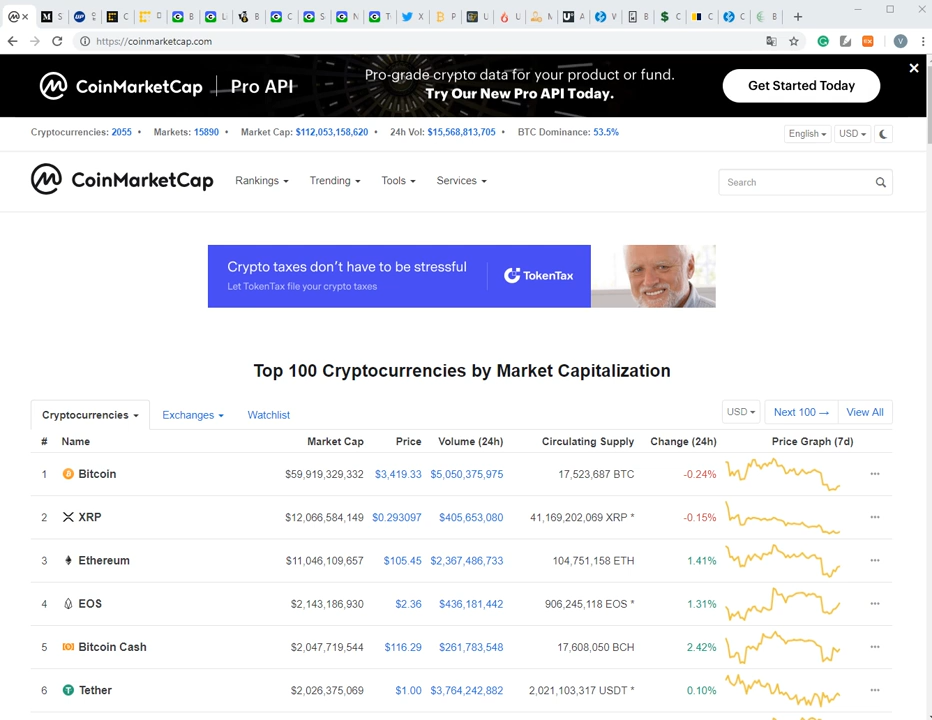 https://coinmarketcap.com
CoinMarketCap | Pro API
Pro-grade crypto data for your product or fund.
Try Our New Pro API Today.
Get Started Today
Cryptocurrencies: 2055 • Markets: 15890 • Market Cap: $112,053,158,620 • 24h Vol: $15,568,813,705 • BTC Dominance: 53.5%
English USD
CoinMarketCap Rankings Trending Tools Services Search
Crypto taxes don't have to be stressful
Let TokenTax file your crypto taxes
TokenTax
Top 100 Cryptocurrencies by Market Capitalization
Cryptocurrencies Exchanges Watchlist USD Next 100 → View All
# Name Market Cap Price Volume (24h) Circulating Supply Change (24h) Price Graph (7d)
1 Bitcoin $59,919,329,332 $3,419.33 $5,050,375,975 17,523,687 BTC -0.24%
2 XRP $12,066,584,149 $0.293097 $405,653,080 41,169,202,069 XRP * -0.15%
3 Ethereum $11,046,109,657 $105.45 $2,367,486,733 104,751,158 ETH 1.41%
4 EOS $2,143,186,930 $2.36 $436,181,442 906,245,118 EOS * 1.31%
5 Bitcoin Cash $2,047,719,544 $116.29 $261,783,548 17,608,050 BCH 2.42%
6 Tether $2,026,375,069 $1.00 $3,764,242,882 2,021,103,317 USDT * 0.10%